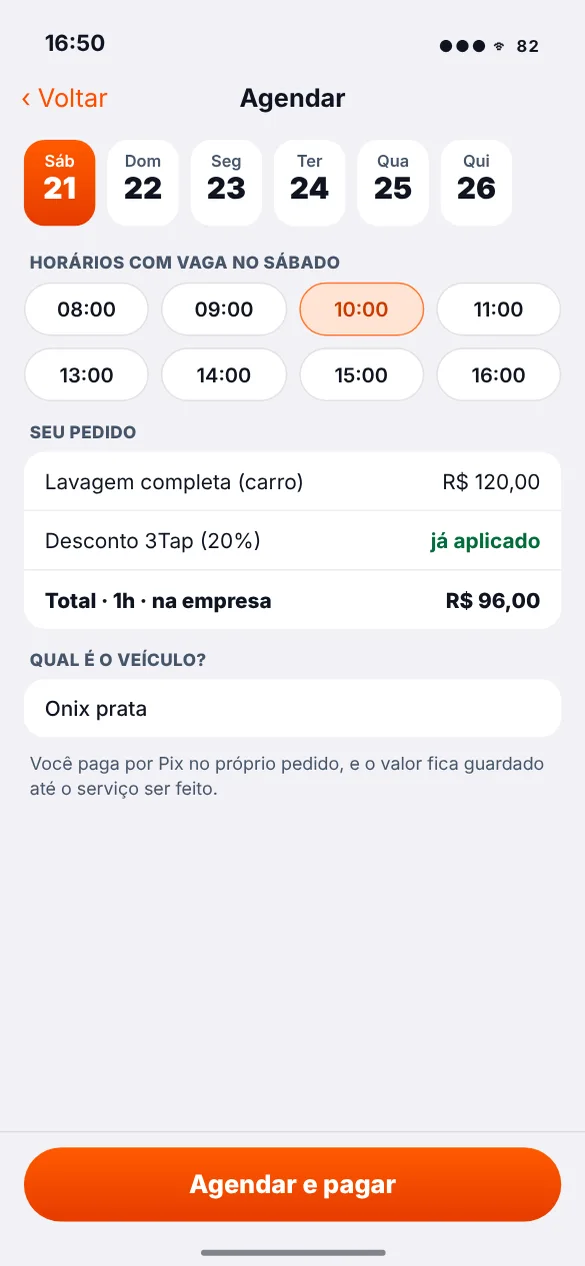 16:50
82
‹ Voltar
Agendar
Sáb Dom Seg Ter Qua Qui
21 22 23 24 25 26
HORÁRIOS COM VAGA NO SÁBADO
08:00 09:00 10:00 11:00
13:00 14:00 15:00 16:00
SEU PEDIDO
Lavagem completa (carro) R$ 120,00
Desconto 3Tap (20%) já aplicado
Total · 1h · na empresa R$ 96,00
QUAL É O VEÍCULO?
Onix prata
Você paga por Pix no próprio pedido, e o valor fica guardado
até o serviço ser feito.
Agendar e pagar